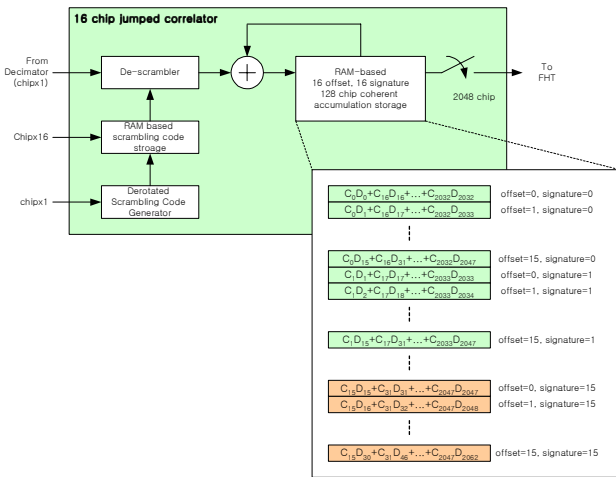 16 chip jumped correlator
From
Decimator
(chipx1)
De-scrambler
RAM-based
16 offset, 16 signature
128 chip coherent
accumulation storage
2048 chip
To
FHT
Chipx16
RAM based
scrambling code
stroage
chipx1
Derotated
Scrambling Code
Generator
C₀D₀+C₁₆D₁₆+...+C₂₀₃₂D₂₀₃₂ offset=0, signature=0
C₀D₁+C₁₆D₁₇+...+C₂₀₃₂D₂₀₃₃ offset=1, signature=0
C₀D₁₅+C₁₆D₃₁+...+C₂₀₃₂D₂₀₄₇ offset=15, signature=0
C₁D₁+C₁₇D₁₇+...+C₂₀₃₃D₂₀₃₃ offset=0, signature=1
C₁D₂+C₁₇D₁₈+...+C₂₀₃₃D₂₀₃₄ offset=1, signature=1
C₁D₁₅+C₁₇D₃₁+...+C₂₀₃₃D₂₀₄₇ offset=15, signature=1
C₁₅D₁₅+C₃₁D₃₁+...+C₂₀₄₇D₂₀₄₇ offset=0, signature=15
C₁₅D₁₆+C₃₁D₃₂+...+C₂₀₄₇D₂₀₄₈ offset=1, signature=15
C₁₅D₃₀+C₃₁D₄₆+...+C₂₀₄₇D₂₀₆₂ offset=15, signature=15